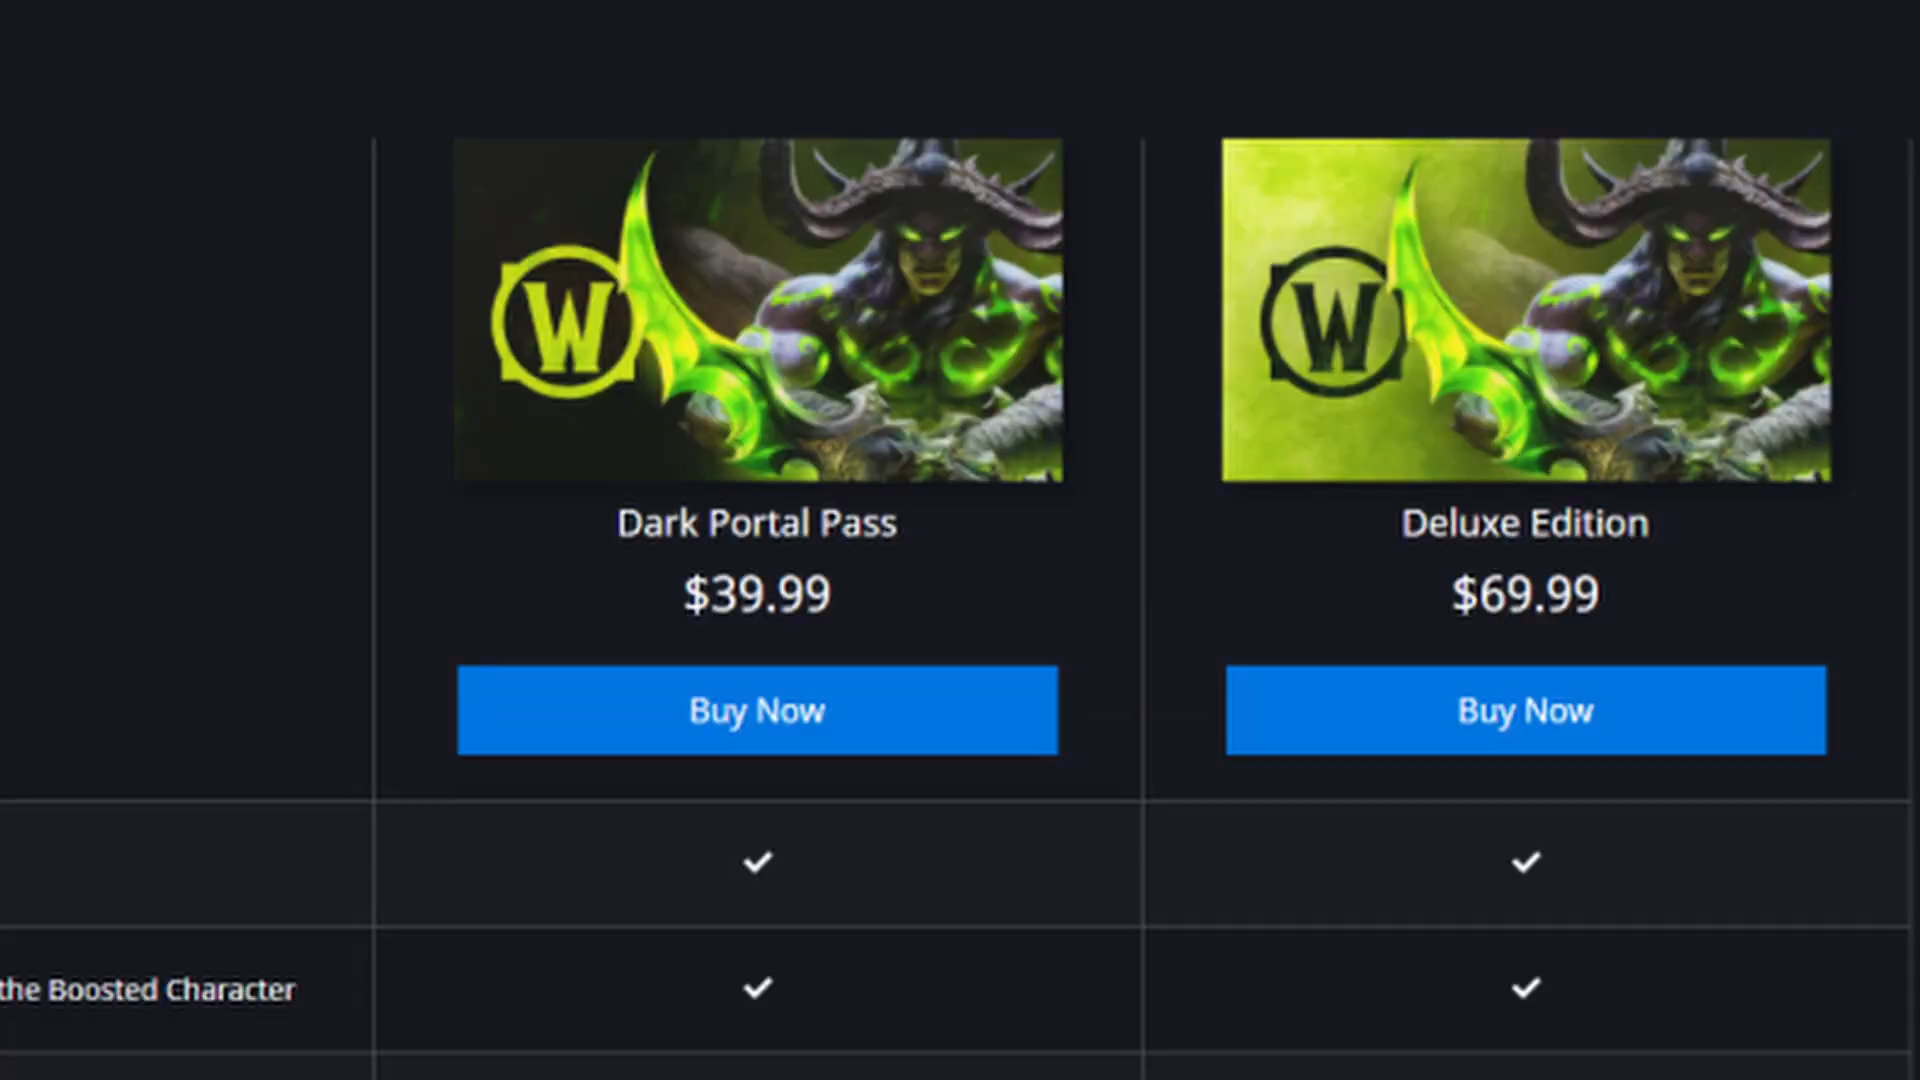 W
W
Dark Portal Pass
Deluxe Edition
$39.99
$69.99
Buy Now
Buy Now
the Boosted Character